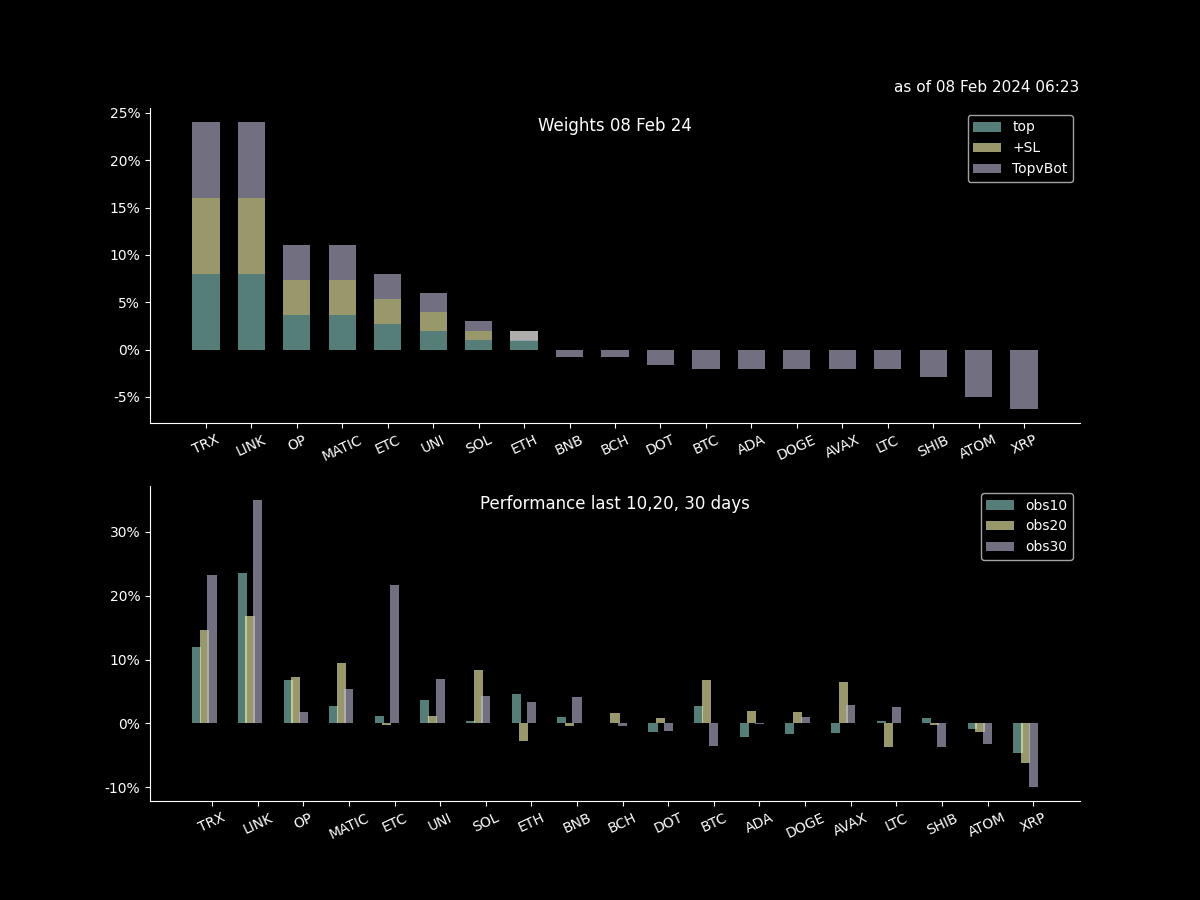 as of 08 Feb 2024 06:23
Weights 08 Feb 24
25%
20%
15%
10%
5%
0%
-5%
top
+SL
TopvBot
TRX LINK OP MATIC ETC UNI SOL ETH BNB BCH DOT BTC ADA DOGE AVAX LTC SHIB ATOM XRP
Performance last 10,20, 30 days
30%
20%
10%
0%
-10%
obs10
obs20
obs30
TRX LINK OP MATIC ETC UNI SOL ETH BNB BCH DOT BTC ADA DOGE AVAX LTC SHIB ATOM XRP